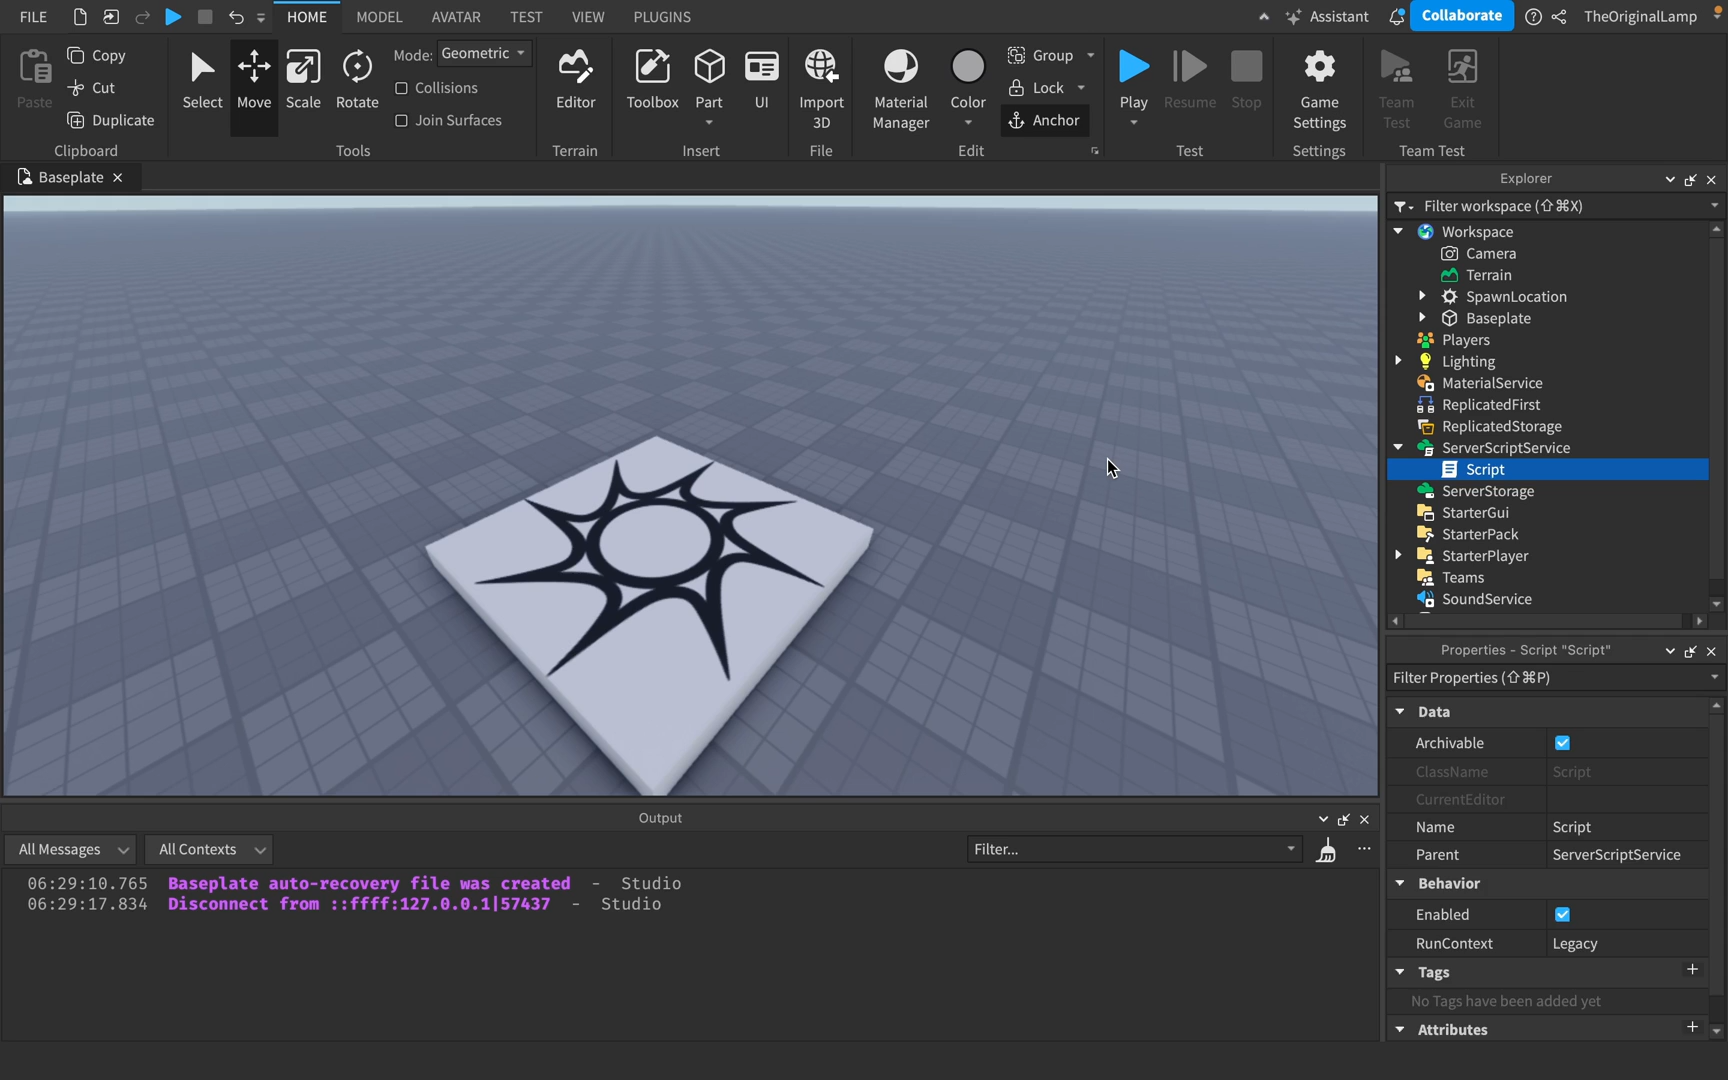 FILE HOME MODEL AVATAR TEST VIEW PLUGINS Assistant Collaborate TheOriginalLamp
Paste Copy Cut Duplicate
Clipboard
Select Move Scale Rotate
Mode: Geometric
Collisions
Join Surfaces
Tools
Editor
Terrain
Toolbox Part UI
Insert
Import 3D
File
Material Manager Color
Group
Lock
Anchor
Edit
Play Resume Stop
Test
Game Settings
Settings
Team Test Exit Game
Team Test
Baseplate
Explorer
Filter workspace (⇧⌘X)
Workspace
Camera
Terrain
SpawnLocation
Baseplate
Players
Lighting
MaterialService
ReplicatedFirst
ReplicatedStorage
ServerScriptService
Script
ServerStorage
StarterGui
StarterPack
StarterPlayer
Teams
SoundService
Properties - Script "Script"
Filter Properties (⇧⌘P)
Data
Archivable
ClassName Script
CurrentEditor
Name Script
Parent ServerScriptService
Behavior
Enabled
RunContext Legacy
Tags
No Tags have been added yet
Attributes
Output
All Messages All Contexts Filter...
06:29:10.765 Baseplate auto-recovery file was created - Studio
06:29:17.834 Disconnect from ::ffff:127.0.0.1|57437 - Studio